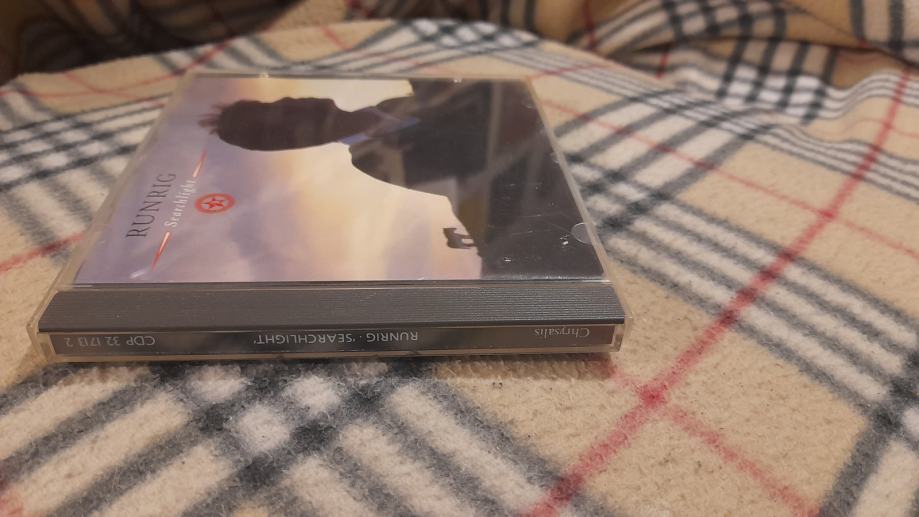 RUNRIG
Searchlight
Chrysalis
RUNRIG · 'SEARCHLIGHT'
CDP 32 1713 2